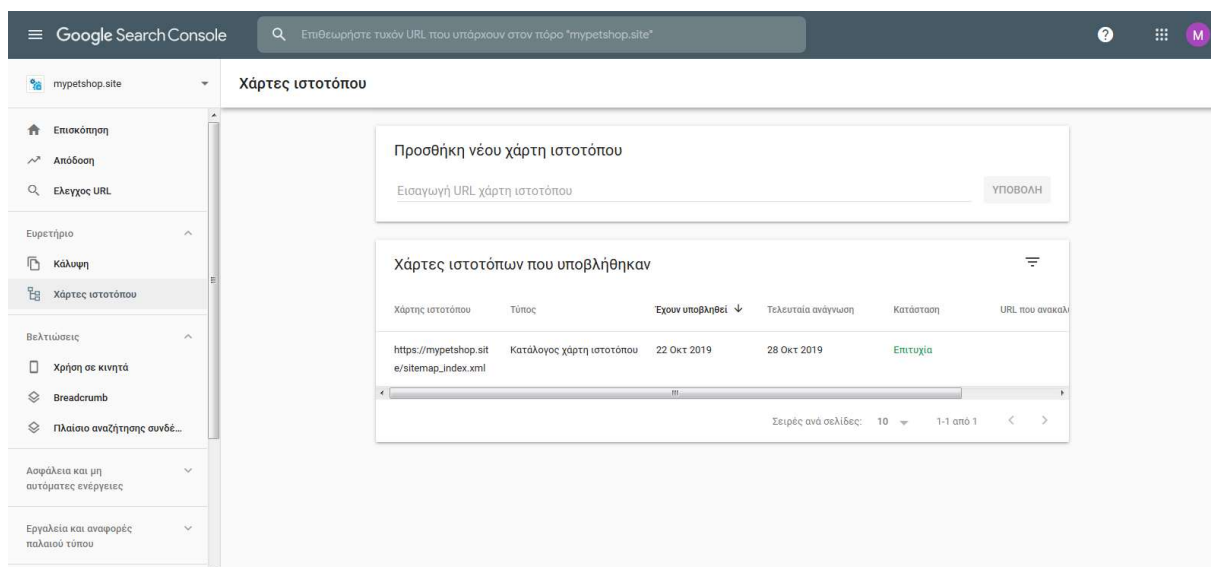 Google Search Console
Επιθεωρήστε τυχόν URL που υπάρχουν στον πόρο "mypetshop.site"
M
mypetshop.site
Χάρτες ιστοτόπου
Επισκόπηση
Απόδοση
Έλεγχος URL
Ευρετήριο
Κάλυψη
Χάρτες ιστοτόπου
Βελτιώσεις
Χρήση σε κινητά
Breadcrumb
Πλαίσιο αναζήτησης συνδέ...
Ασφάλεια και μη
αυτόματες ενέργειες
Εργαλεία και αναφορές
παλαιού τύπου
Προσθήκη νέου χάρτη ιστοτόπου
Εισαγωγή URL χάρτη ιστοτόπου
ΥΠΟΒΟΛΗ
Χάρτες ιστοτόπων που υποβλήθηκαν
Χάρτης ιστοτόπου Τύπος Έχουν υποβληθεί Τελευταία ανάγνωση Κατάσταση URL που ανακαλ
https://mypetshop.sit Κατάλογος χάρτη ιστοτόπου 22 Οκτ 2019 28 Οκτ 2019 Επιτυχία
e/sitemap_index.xml
Σειρές ανά σελίδες: 10 1-1 από 1